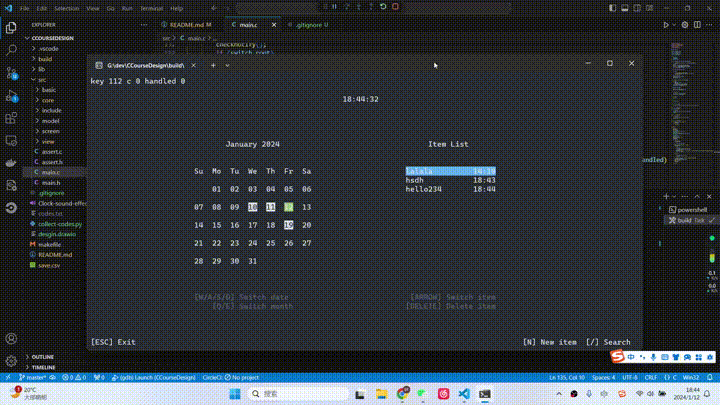 File Edit Selection View Go Run Terminal Help
EXPLORER
README.md M
main.c
.gitignore U
CCOURSEDESIGN
src > C main.c > ...
.vscode
build
lib
src
basic
core
include
model
screen
view
assert.c
assert.h
main.c
main.h
.gitignore
Clock-sound-effec
codes.txt
collect-codes.py
desgin.drawio
makefile
README.md
save.csv
OUTLINE
TIMELINE
G:\dev\CCourseDesign\build\
key 112 c 0 handled 0
18:44:32
January 2024
Item List
Su Mo Tu We Th Fr Sa
01 02 03 04 05 06
07 08 09 10 11 12 13
14 15 16 17 18 19 20
21 22 23 24 25 26 27
28 29 30 31
lalala 14:39
hsdh 18:43
hello234 18:44
[W/A/S/D] Switch date
[Q/E] Switch month
[ARROW] Switch item
[DELETE] Delete item
[ESC] Exit
[N] New item [/] Search
powershell
build Task
master*
0 0
0
(gdb) Launch (CCourseDesign)
CircleCI: No project
Ln 135, Col 10 Spaces: 4 UTF-8 CRLF {} C Win32
20°C
大部晴朗
搜索
中
18:44
2024/1/12